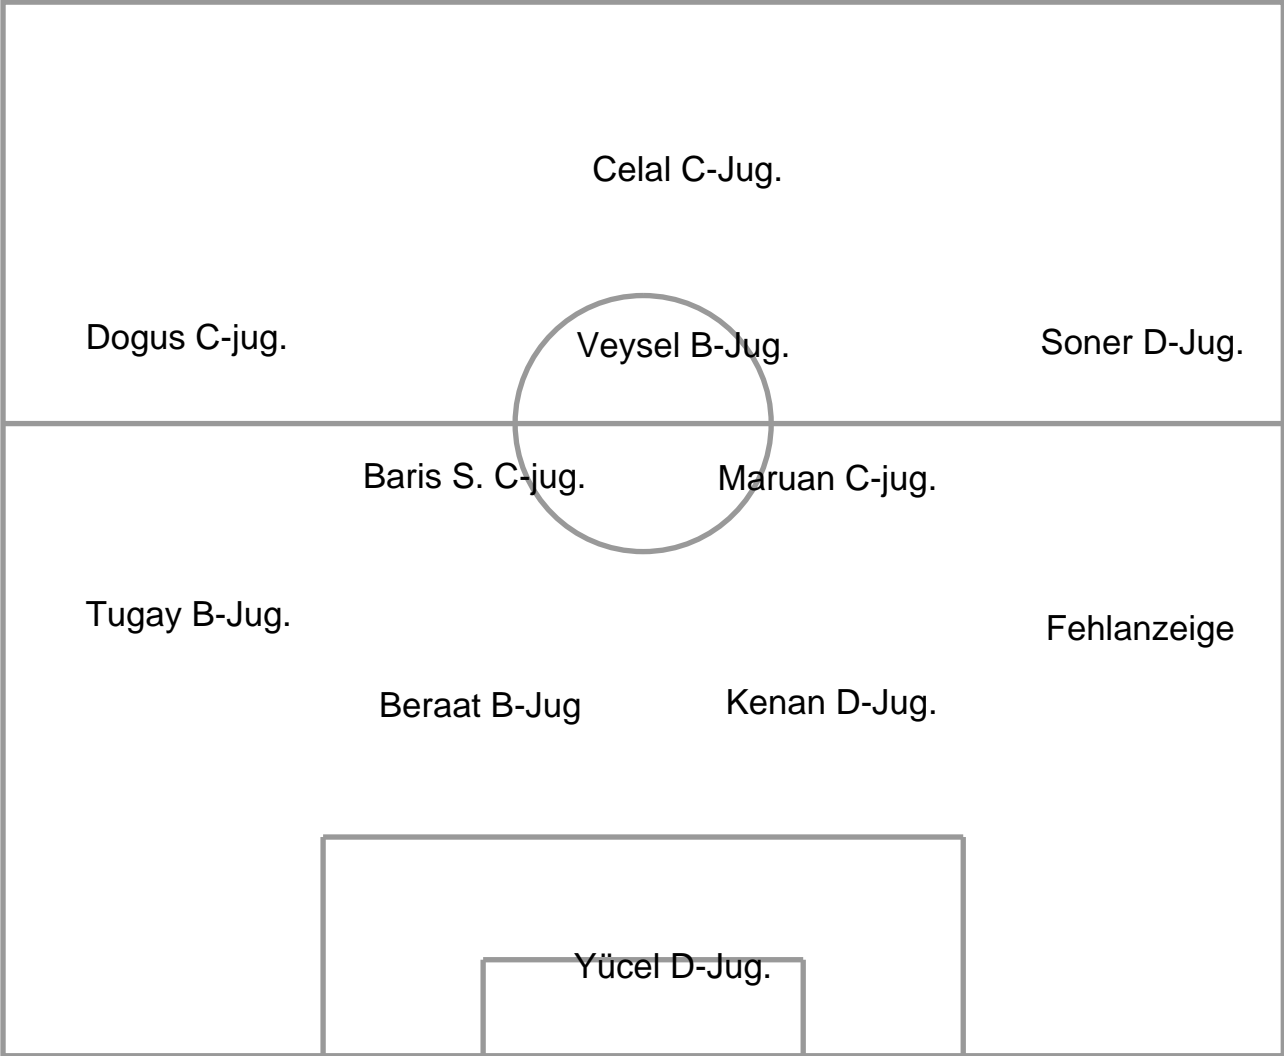 Celal C-Jug.
Dogus C-jug.
Veysel B-Jug.
Soner D-Jug.
Baris S. C-jug.
Maruan C-jug.
Tugay B-Jug.
Fehlanzeige
Beraat B-Jug
Kenan D-Jug.
Yücel D-Jug.